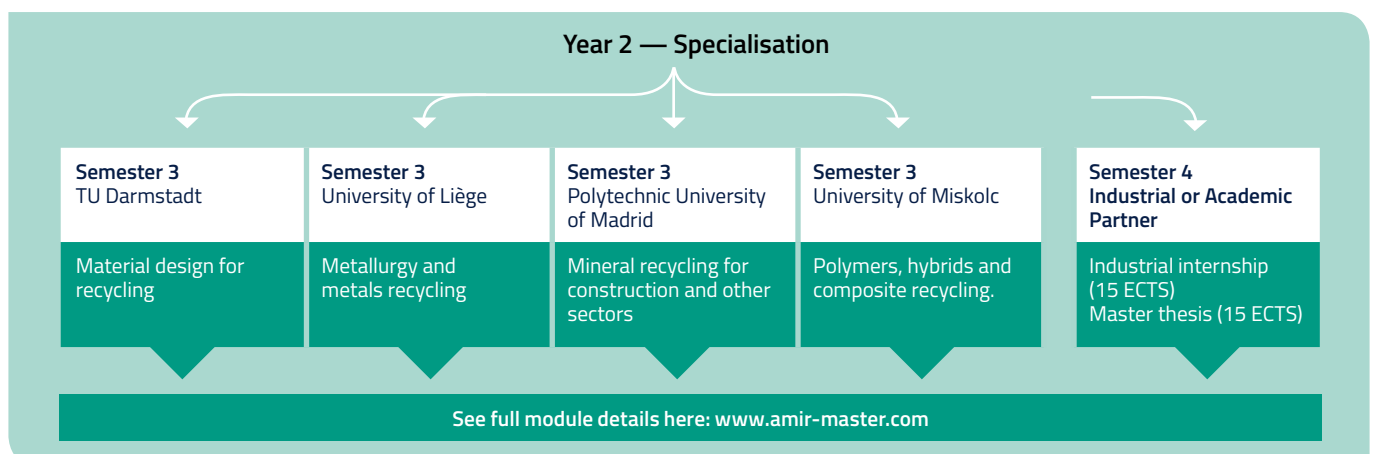 Year 2 — Specialisation
Semester 3
TU Darmstadt
Material design for
recycling
Semester 3
University of Liège
Metallurgy and
metals recycling
Semester 3
Polytechnic University
of Madrid
Mineral recycling for
construction and other
sectors
Semester 3
University of Miskolc
Polymers, hybrids and
composite recycling.
Semester 4
Industrial or Academic
Partner
Industrial internship
(15 ECTS)
Master thesis (15 ECTS)
See full module details here: www.amir-master.com